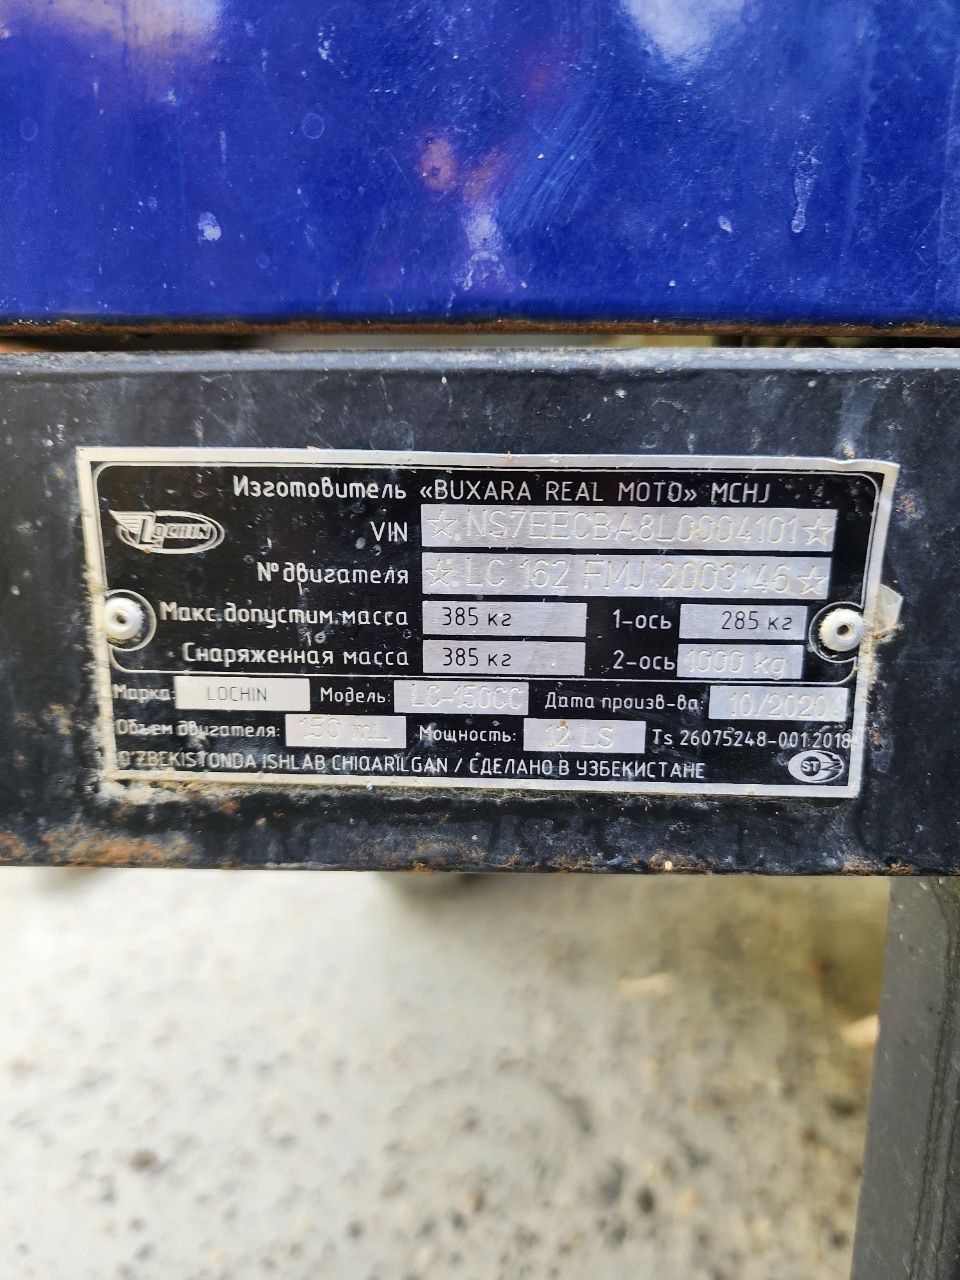 Изготовитель «BUXARA REAL MOTO» MCHJ
LOCHIN
VIN ☆ NS7EECBA8L0004101 ☆
№ двигателя ☆ LC 162 FMJ 2003146 ☆
Макс. допустим. масса 385 кг 1-ось 285 кг
Снаряженная масса 385 кг 2-ось 1000 kg
Марка: LOCHIN Модель: LC-150CC Дата произв-ва: 10/2020
Объем двигателя: 150 mL Мощность: 12 LS Ts 26075248-001:2018
O'ZBEKISTONDA ISHLAB CHIQARILGAN / СДЕЛАНО В УЗБЕКИСТАНЕ
ST